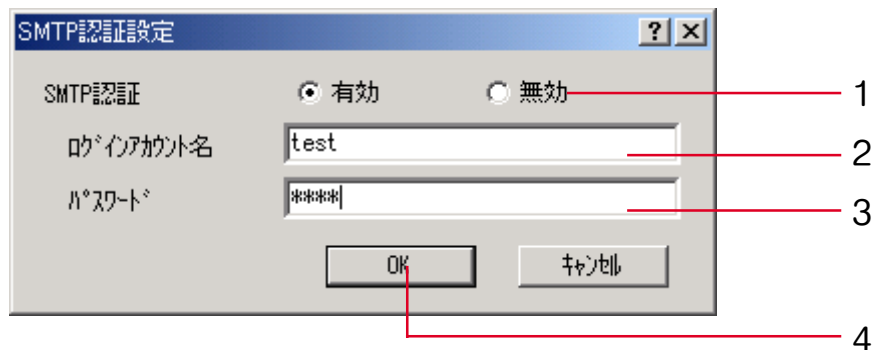 SMTP認証設定
SMTP認証 有効 無効 1
ﾛｸﾞｲﾝｱｶｳﾝﾄ名 test 2
ﾊﾟｽﾜｰﾄﾞ **** 3
OK ｷｬﾝｾﾙ
4